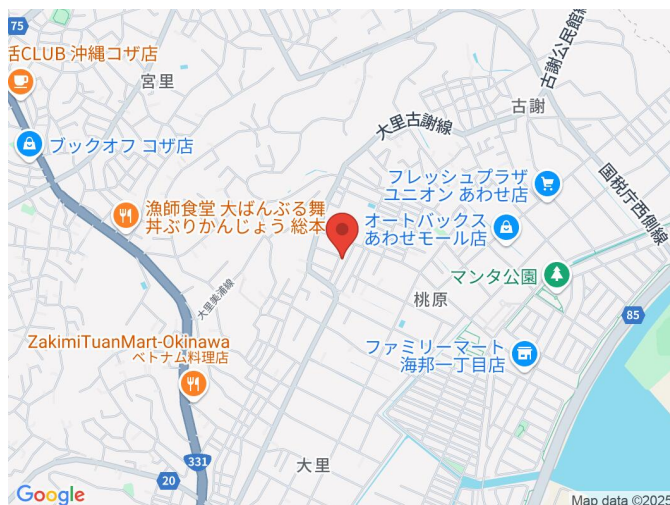 75
活CLUB 沖縄コザ店
宮里
古謝公民館線
古謝
大里古謝線
ブックオフ コザ店
フレッシュプラザ
ユニオン あわせ店
国税庁西側線
漁師食堂 大ばんぶる舞
丼ぶりかんじょう 総本
オートバックス
あわせモール店
マンタ公園
大里美浦線
桃原
85
ZakimiTuanMart-Okinawa
ベトナム料理店
ファミリーマート
海邦一丁目店
331
大里
20
Google
Map data ©2025